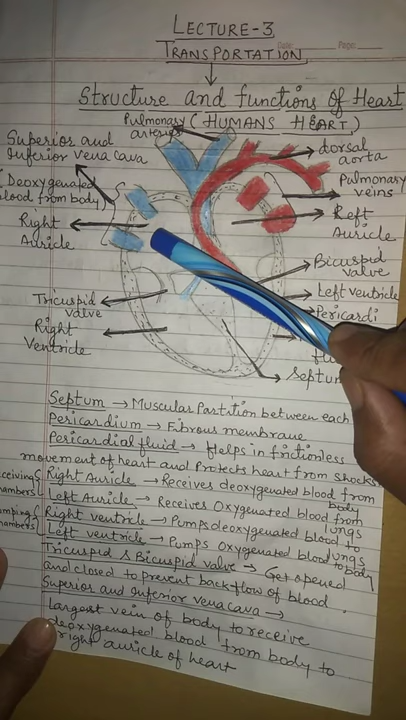 LECTURE-3
TRANSPORTATION
Date: Page:
Structure and functions of Heart
(HUMANS HEART)
Pulmonary
arteries
Superior and
Inferior vena cava
(Deoxygenated
blood from body)
Right
Auricle
Tricuspid
valve
Right
Ventricle
dorsal
aorta
Pulmonary
veins
Left
Auricle
Bicuspid
valve
Left ventricle
Pericardi
Septum
Septum → Muscular Partation between each
Pericardium → Fibrous membrane
Pericardial fluid → Helps in frictionless
movement of heart and Protects heart from shocks
Right Auricle → Receives deoxygenated blood from
body
Left Auricle → Receives Oxygenated blood from
lungs
Right ventricle → Pumps deoxygenated blood to
lungs
Left ventricle → Pumps Oxygenated blood to body
Tricuspid & Bicuspid valve → Get opened
and closed to prevent backflow of blood.
Superior and Inferior venacava →
largest vein of body to receive
deoxygenated blood from body to
right auricle of heart